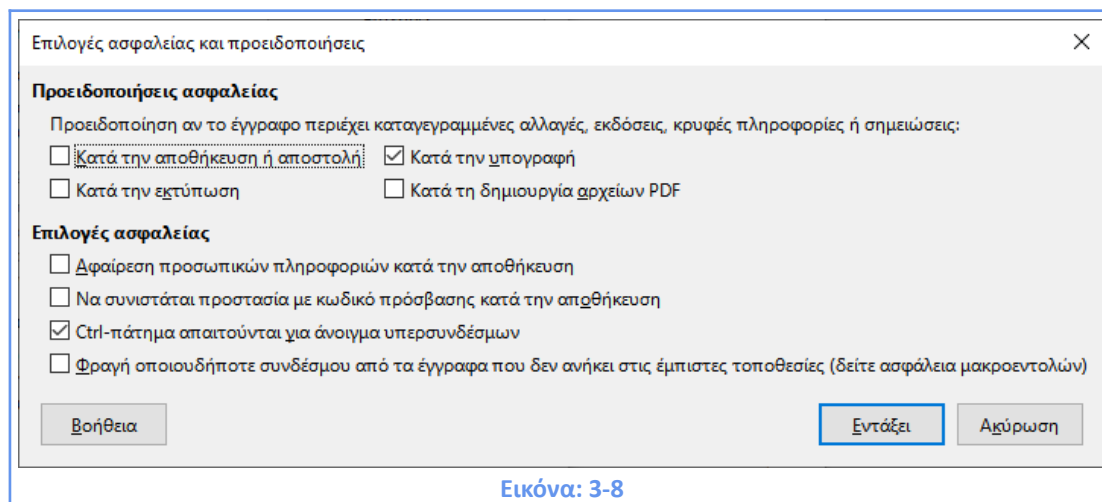 Επιλογές ασφαλείας και προειδοποιήσεις
Προειδοποιήσεις ασφαλείας
Προειδοποίηση αν το έγγραφο περιέχει καταγεγραμμένες αλλαγές, εκδόσεις, κρυφές πληροφορίες ή σημειώσεις:
Κατά την αποθήκευση ή αποστολή Κατά την υπογραφή
Κατά την εκτύπωση Κατά τη δημιουργία αρχείων PDF
Επιλογές ασφαλείας
Αφαίρεση προσωπικών πληροφοριών κατά την αποθήκευση
Να συνιστάται προστασία με κωδικό πρόσβασης κατά την αποθήκευση
Ctrl-πάτημα απαιτούνται για άνοιγμα υπερσυνδέσμων
Φραγή οποιουδήποτε συνδέσμου από τα έγγραφα που δεν ανήκει στις έμπιστες τοποθεσίες (δείτε ασφάλεια μακροεντολών)
Βοήθεια Εντάξει Ακύρωση
Εικόνα: 3-8